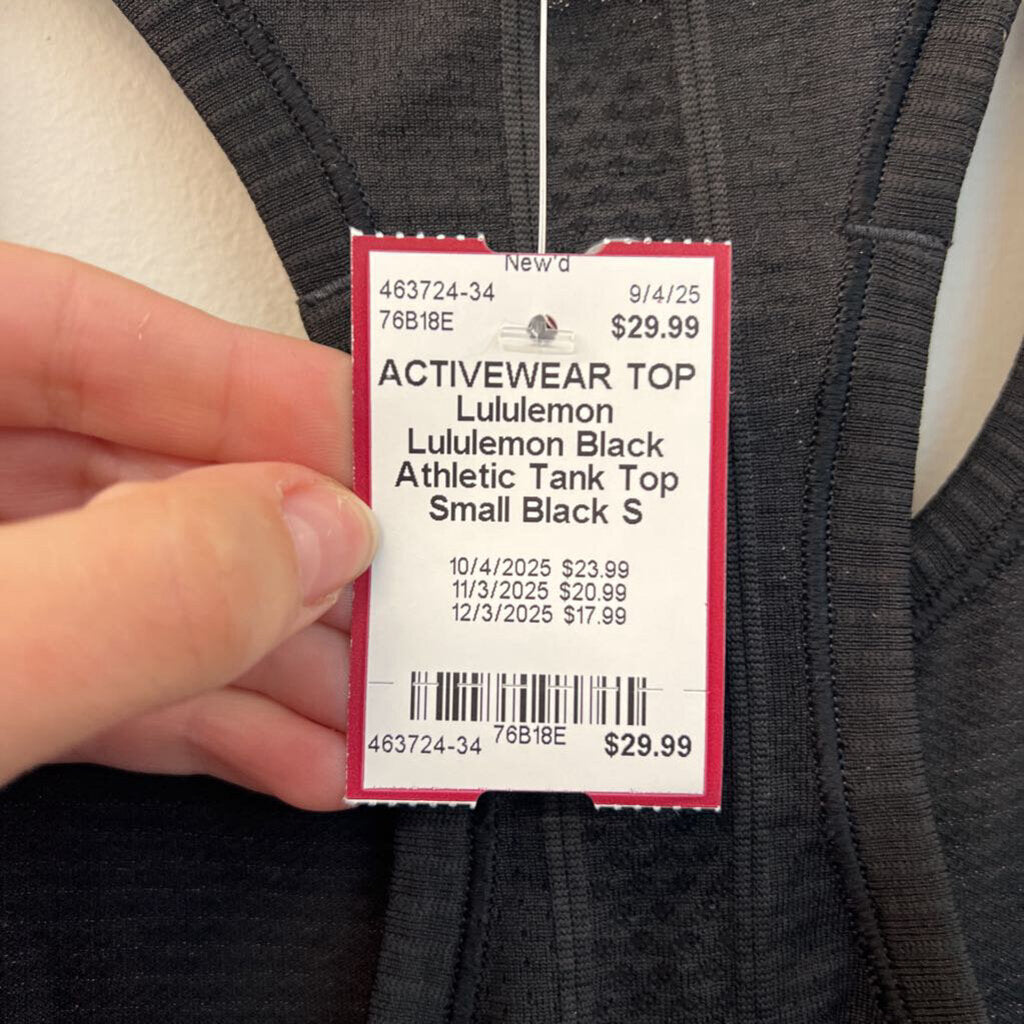 New'd
463724-34 9/4/25
76B18E $29.99
ACTIVEWEAR TOP
Lululemon
Lululemon Black
Athletic Tank Top
Small Black S
10/4/2025 $23.99
11/3/2025 $20.99
12/3/2025 $17.99
463724-34 76B18E $29.99